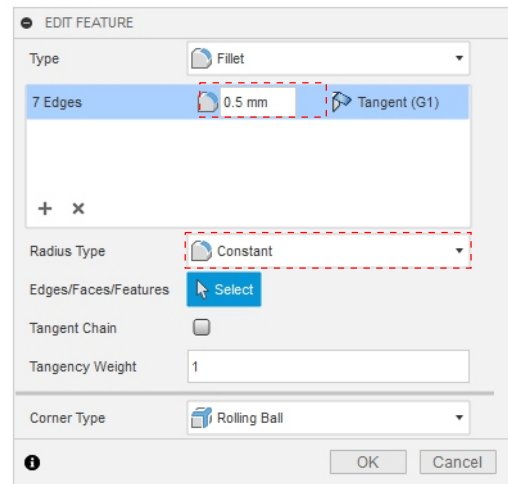 EDIT FEATURE
Type Fillet
7 Edges 0.5 mm Tangent (G1)
Radius Type Constant
Edges/Faces/Features Select
Tangent Chain
Tangency Weight 1
Corner Type Rolling Ball
OK Cancel